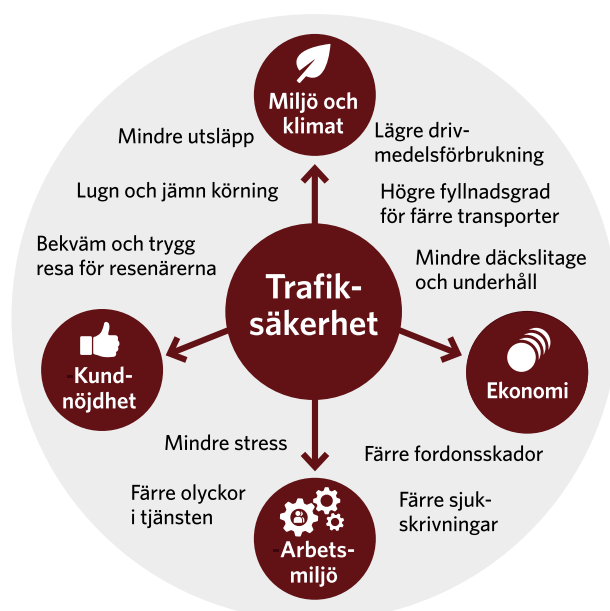 Miljö och
klimat
Mindre utsläpp
Lägre driv-
medelsförbrukning
Lugn och jämn körning
Högre fyllnadsgrad
för färre transporter
Bekväm och trygg
resa för resenärerna
Mindre däckslitage
och underhåll
Trafik-
säkerhet
-Kund-
nöjdhet
Ekonomi
Mindre stress
Färre fordonsskador
Färre olyckor
i tjänsten
Färre sjuk-
skrivningar
-Arbets-
miljö